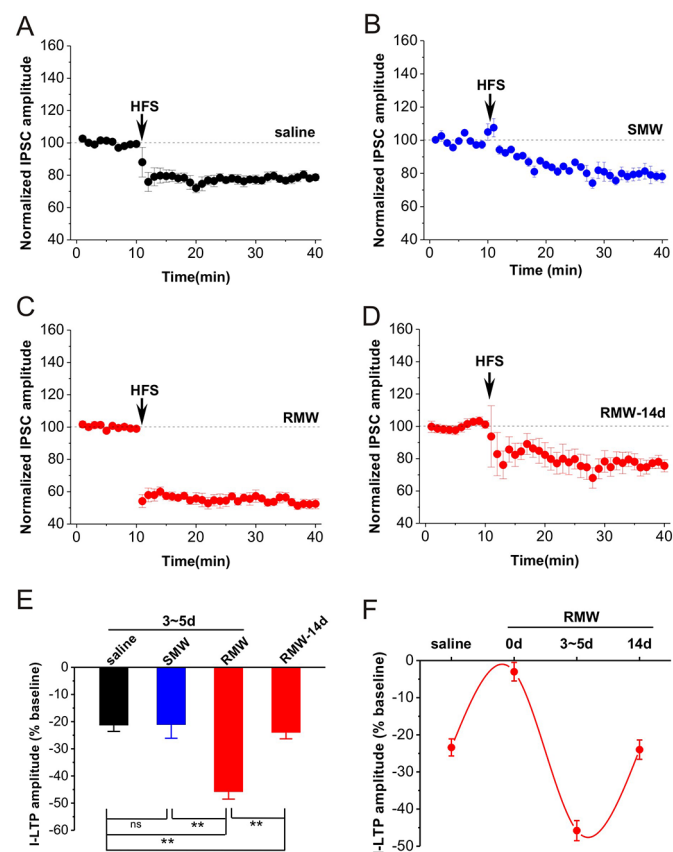 A
160
140
120
100
80
60
40
Normalized IPSC amplitude
HFS
saline
0 10 20 30 40
Time(min)
B
160
140
120
100
80
60
40
Normalized IPSC amplitude
HFS
SMW
0 10 20 30 40
Time (min)
C
160
140
120
100
80
60
40
Normalized IPSC amplitude
HFS
RMW
0 10 20 30 40
Time(min)
D
160
140
120
100
80
60
40
Normalized IPSC amplitude
HFS
RMW-14d
0 10 20 30 40
Time(min)
E
3~5d
saline
SMW
RMW
RMW-14d
0
-10
-20
-30
-40
-50
-60
I-LTP amplitude (% baseline)
ns
**
**
**
F
RMW
saline 0d 3~5d 14d
0
-10
-20
-30
-40
-50
I-LTP amplitude (% baseline)